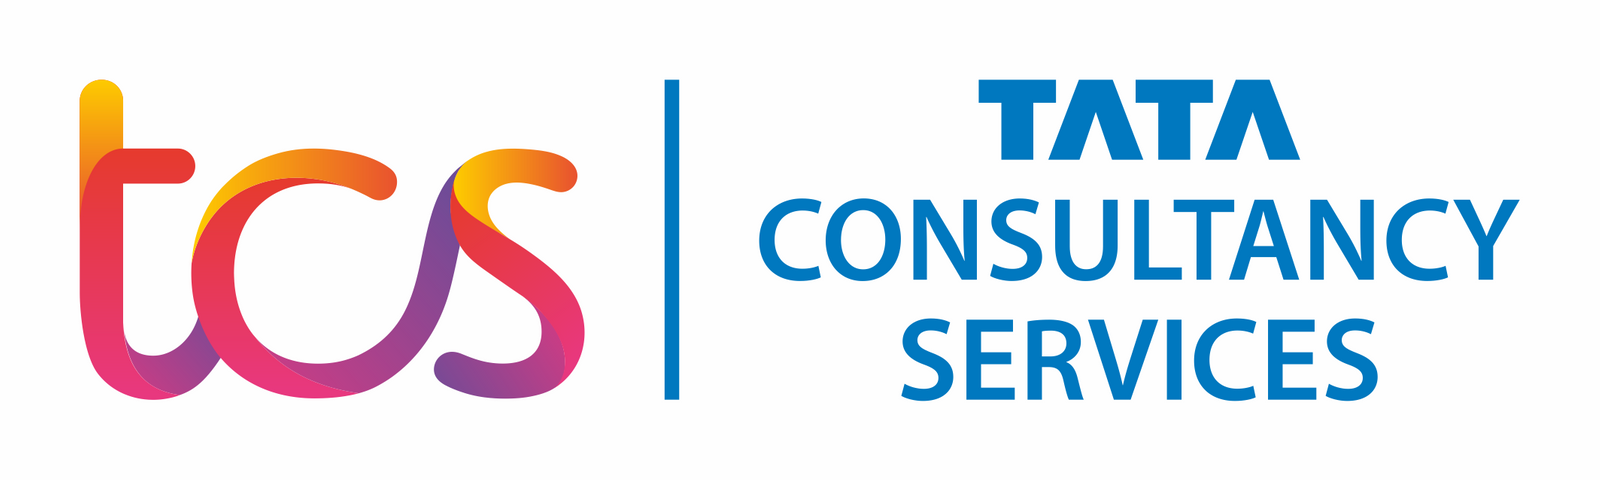 tcs
TATA
CONSULTANCY
SERVICES